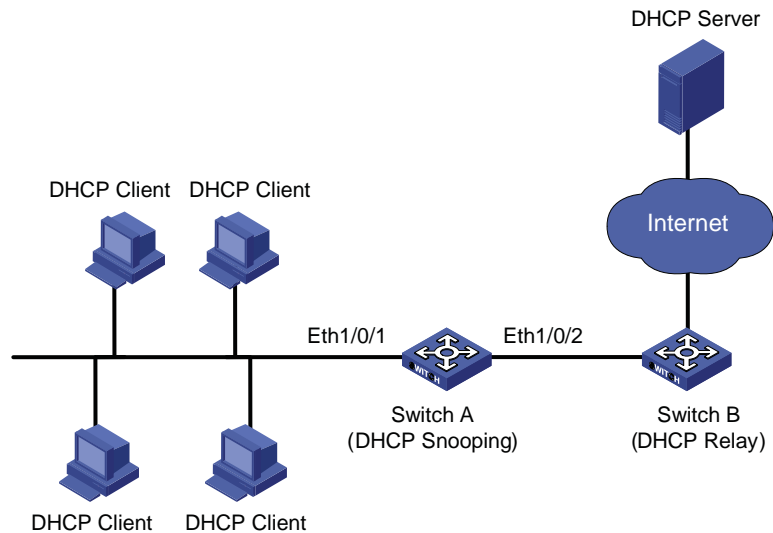 DHCP Server
DHCP Client
DHCP Client
Internet
Eth1/0/1
Eth1/0/2
Switch A
(DHCP Snooping)
Switch B
(DHCP Relay)
DHCP Client
DHCP Client